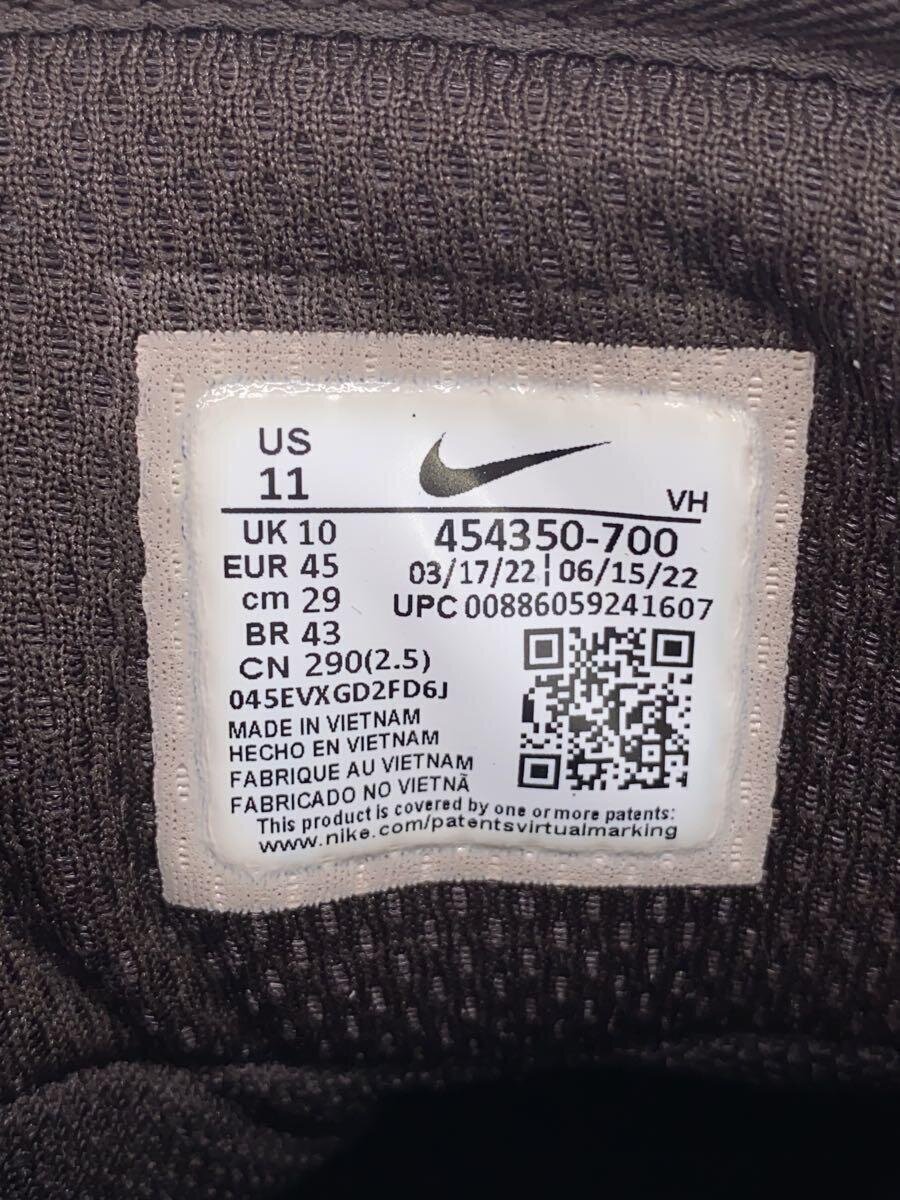 US
11
VH
UK 10
454350-700
EUR 45
03/17/22 | 06/15/22
cm 29
UPC 00886059241607
BR 43
CN 290(2.5)
045EVXGD2FD6J
MADE IN VIETNAM
HECHO EN VIETNAM
FABRIQUE AU VIETNAM
FABRICADO NO VIETNÃ
This product is covered by one or more patents:
www.nike.com/patentsvirtualmarking